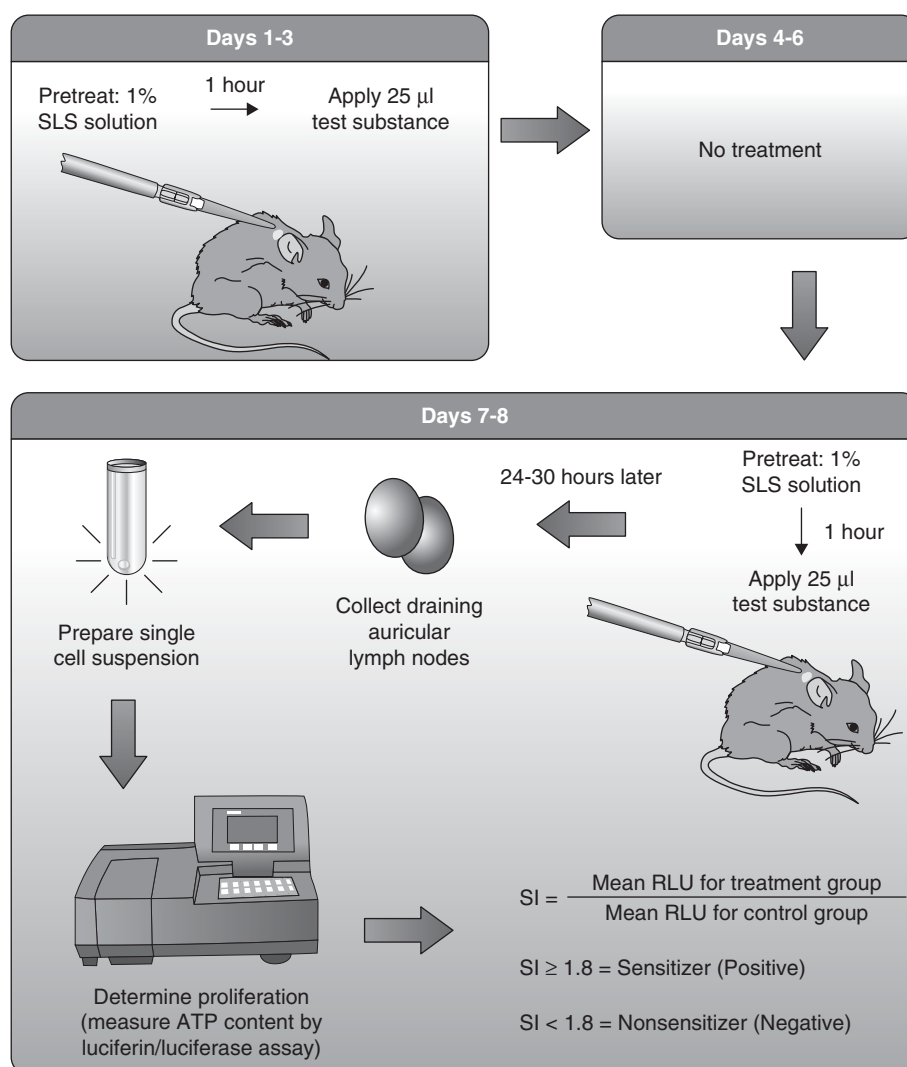 Days 1-3
Pretreat: 1%
SLS solution
1 hour
Apply 25 μl
test substance
Days 4-6
No treatment
Days 7-8
Pretreat: 1%
SLS solution
1 hour
Apply 25 μl
test substance
24-30 hours later
Collect draining
auricular
lymph nodes
Prepare single
cell suspension
Determine proliferation
(measure ATP content by
luciferin/luciferase assay)
SI = Mean RLU for treatment group
Mean RLU for control group
SI ≥ 1.8 = Sensitizer (Positive)
SI < 1.8 = Nonsensitizer (Negative)